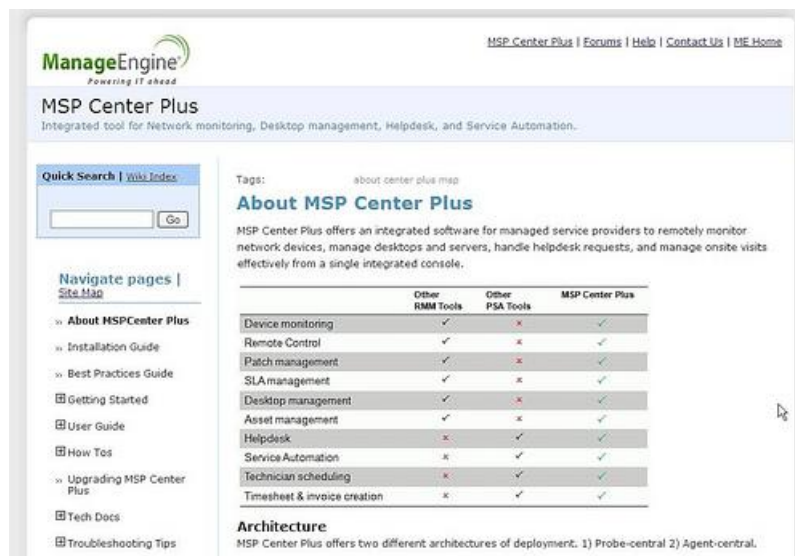 ManageEngine
Powering IT ahead
MSP Center Plus | Forums | Help | Contact Us | ME Home
MSP Center Plus
Integrated tool for Network monitoring, Desktop management, Helpdesk, and Service Automation.
Quick Search | Wiki Index
Go
Navigate pages |
Site Map
» About MSPCenter Plus
» Installation Guide
» Best Practices Guide
Getting Started
User Guide
How Tos
» Upgrading MSP Center
Plus
Tech Docs
Troubleshooting Tips
Tags: about center plus msp
About MSP Center Plus
MSP Center Plus offers an integrated software for managed service providers to remotely monitor
network devices, manage desktops and servers, handle helpdesk requests, and manage onsite visits
effectively from a single integrated console.
Other RMM Tools Other PSA Tools MSP Center Plus
Device monitoring ✓ × ✓
Remote Control ✓ × ✓
Patch management ✓ × ✓
SLA management ✓ × ✓
Desktop management ✓ × ✓
Asset management ✓ × ✓
Helpdesk × ✓ ✓
Service Automation × ✓ ✓
Technician scheduling × ✓ ✓
Timesheet & invoice creation × ✓ ✓
Architecture
MSP Center Plus offers two different architectures of deployment. 1) Probe-central 2) Agent-central.